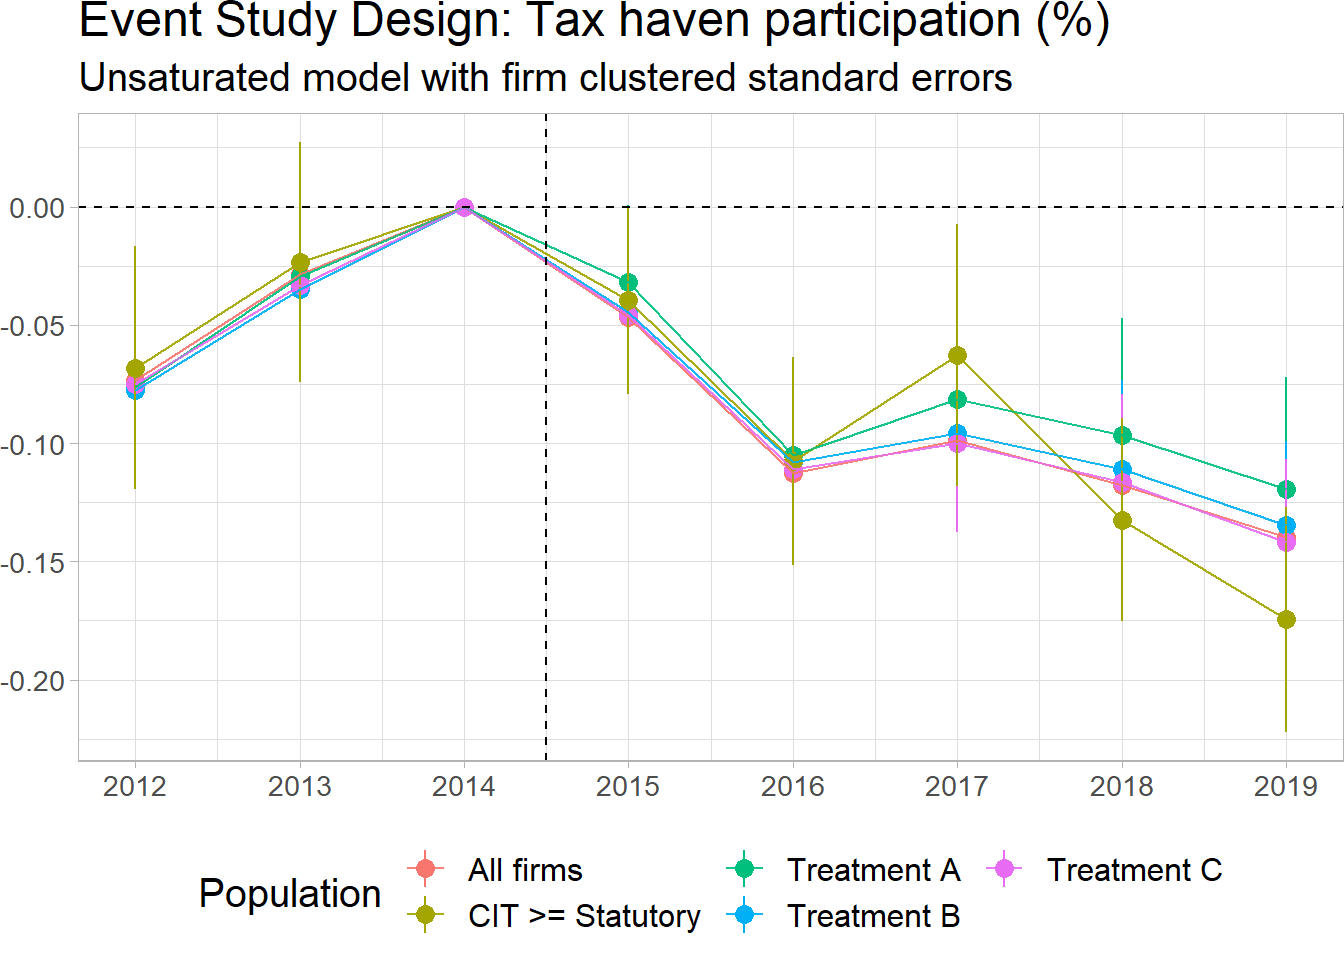 Event Study Design: Tax haven participation (%)
Unsaturated model with firm clustered standard errors
0.00
-0.05
-0.10
-0.15
-0.20
2012 2013 2014 2015 2016 2017 2018 2019
Population
All firms Treatment A Treatment C
CIT >= Statutory Treatment B